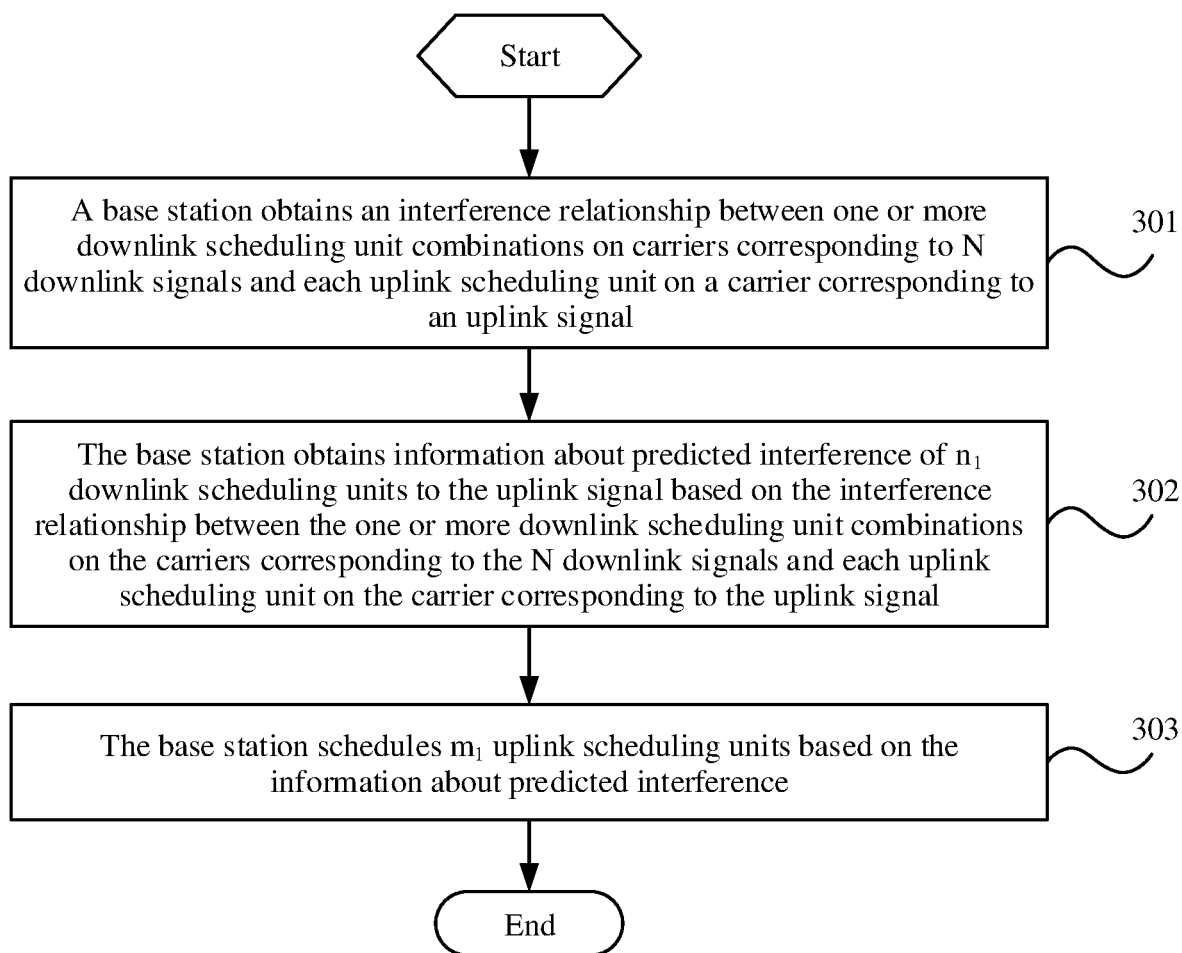 Start
A base station obtains an interference relationship between one or more
downlink scheduling unit combinations on carriers corresponding to N
downlink signals and each uplink scheduling unit on a carrier corresponding to
an uplink signal
301
The base station obtains information about predicted interference of n₁
downlink scheduling units to the uplink signal based on the interference
relationship between the one or more downlink scheduling unit combinations
on the carriers corresponding to the N downlink signals and each uplink
scheduling unit on the carrier corresponding to the uplink signal
302
The base station schedules m₁ uplink scheduling units based on the
information about predicted interference
303
End